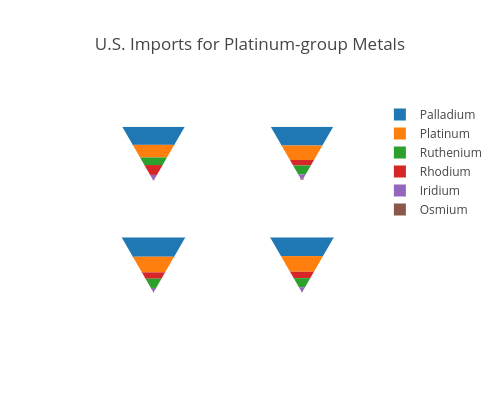 U.S. Imports for Platinum-group Metals
Palladium
Platinum
Ruthenium
Rhodium
Iridium
Osmium